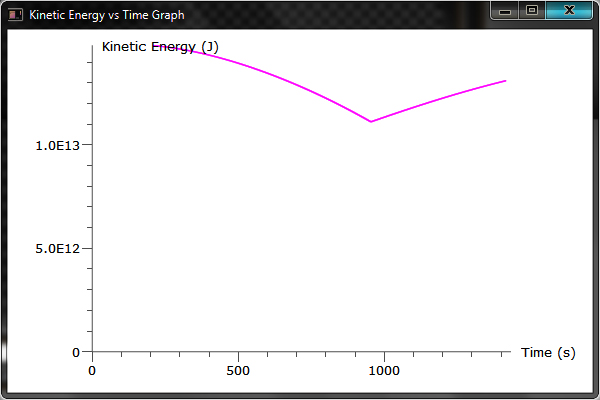 Kinetic Energy vs Time Graph
Kinetic Energy (J)
1.0E13
5.0E12
0
Time (s)
0
500
1000